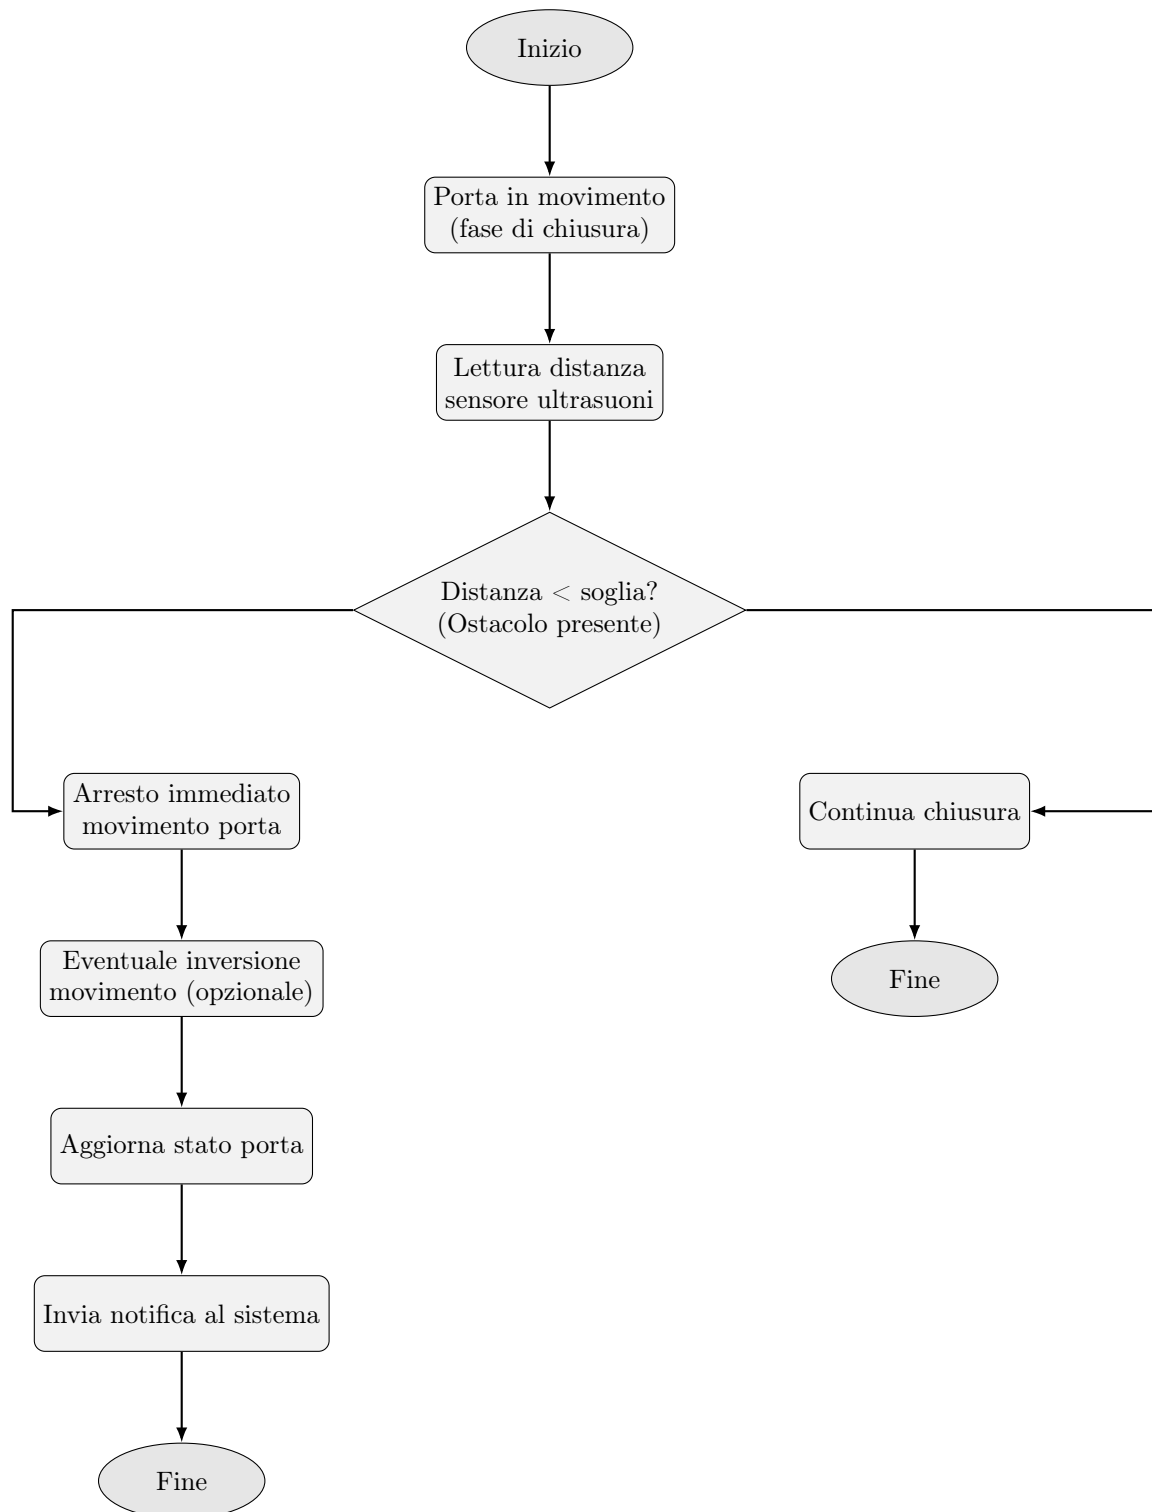 Inizio
Porta in movimento
(fase di chiusura)
Lettura distanza
sensore ultrasuoni
Distanza < soglia?
(Ostacolo presente)
Arresto immediato
movimento porta
Continua chiusura
Eventuale inversione
movimento (opzionale)
Fine
Aggiorna stato porta
Invia notifica al sistema
Fine